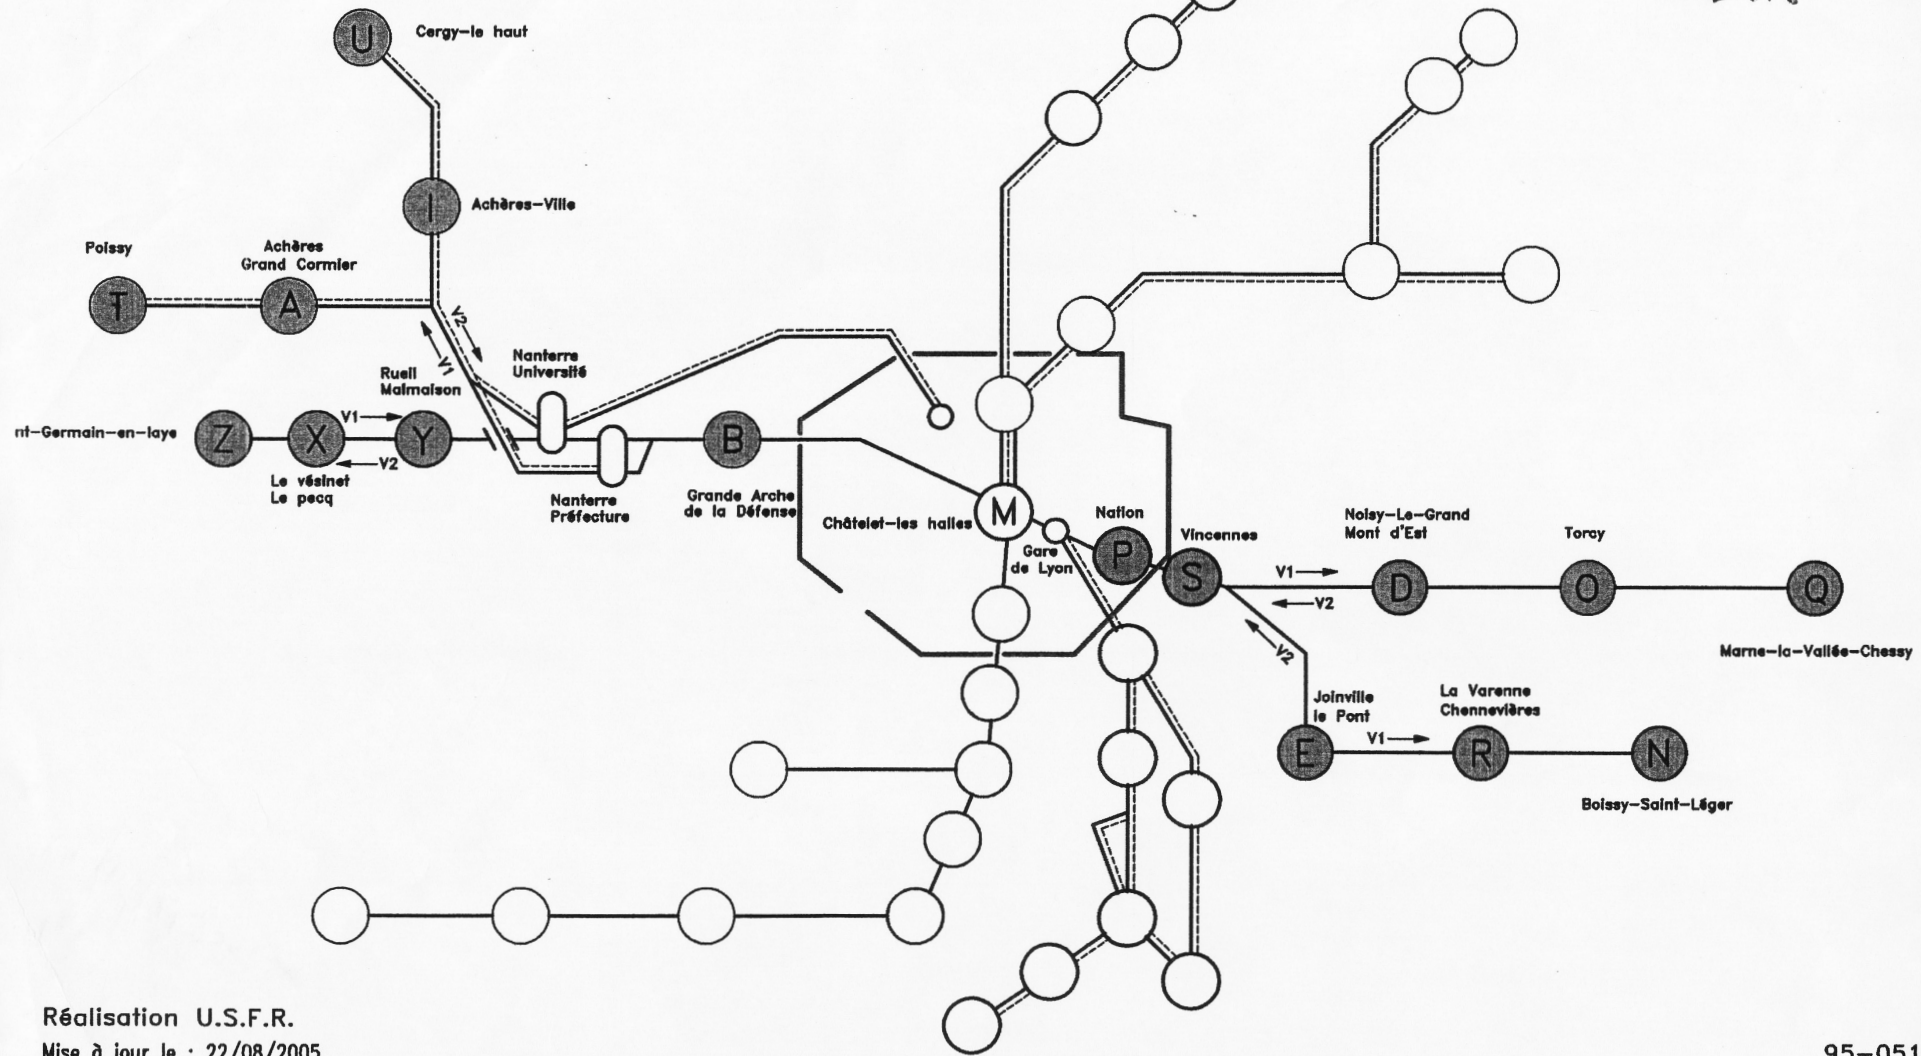 U
Cergy-le haut
I
Achères-Ville
Poissy
Achères
Grand Cormier
T
A
V2
V1
Nanterre
Université
Rueil
Malmaison
nt-Germain-en-laye
Z
X
V1
V2
Y
B
Le vésinet
Le pecq
Nanterre
Préfecture
Grande Arche
de la Défense
Châtelet-les halles
M
Gare
de Lyon
Nation
P
Vincennes
S
V1
V2
V2
Noisy-Le-Grand
Mont d'Est
D
Torcy
O
Q
Marne-la-Vallée-Chessy
Joinville
le Pont
E
V1
La Varenne
Chennevières
R
N
Boissy-Saint-Léger
Réalisation U.S.F.R.
Mise à jour le : 22/08/2005
95-051